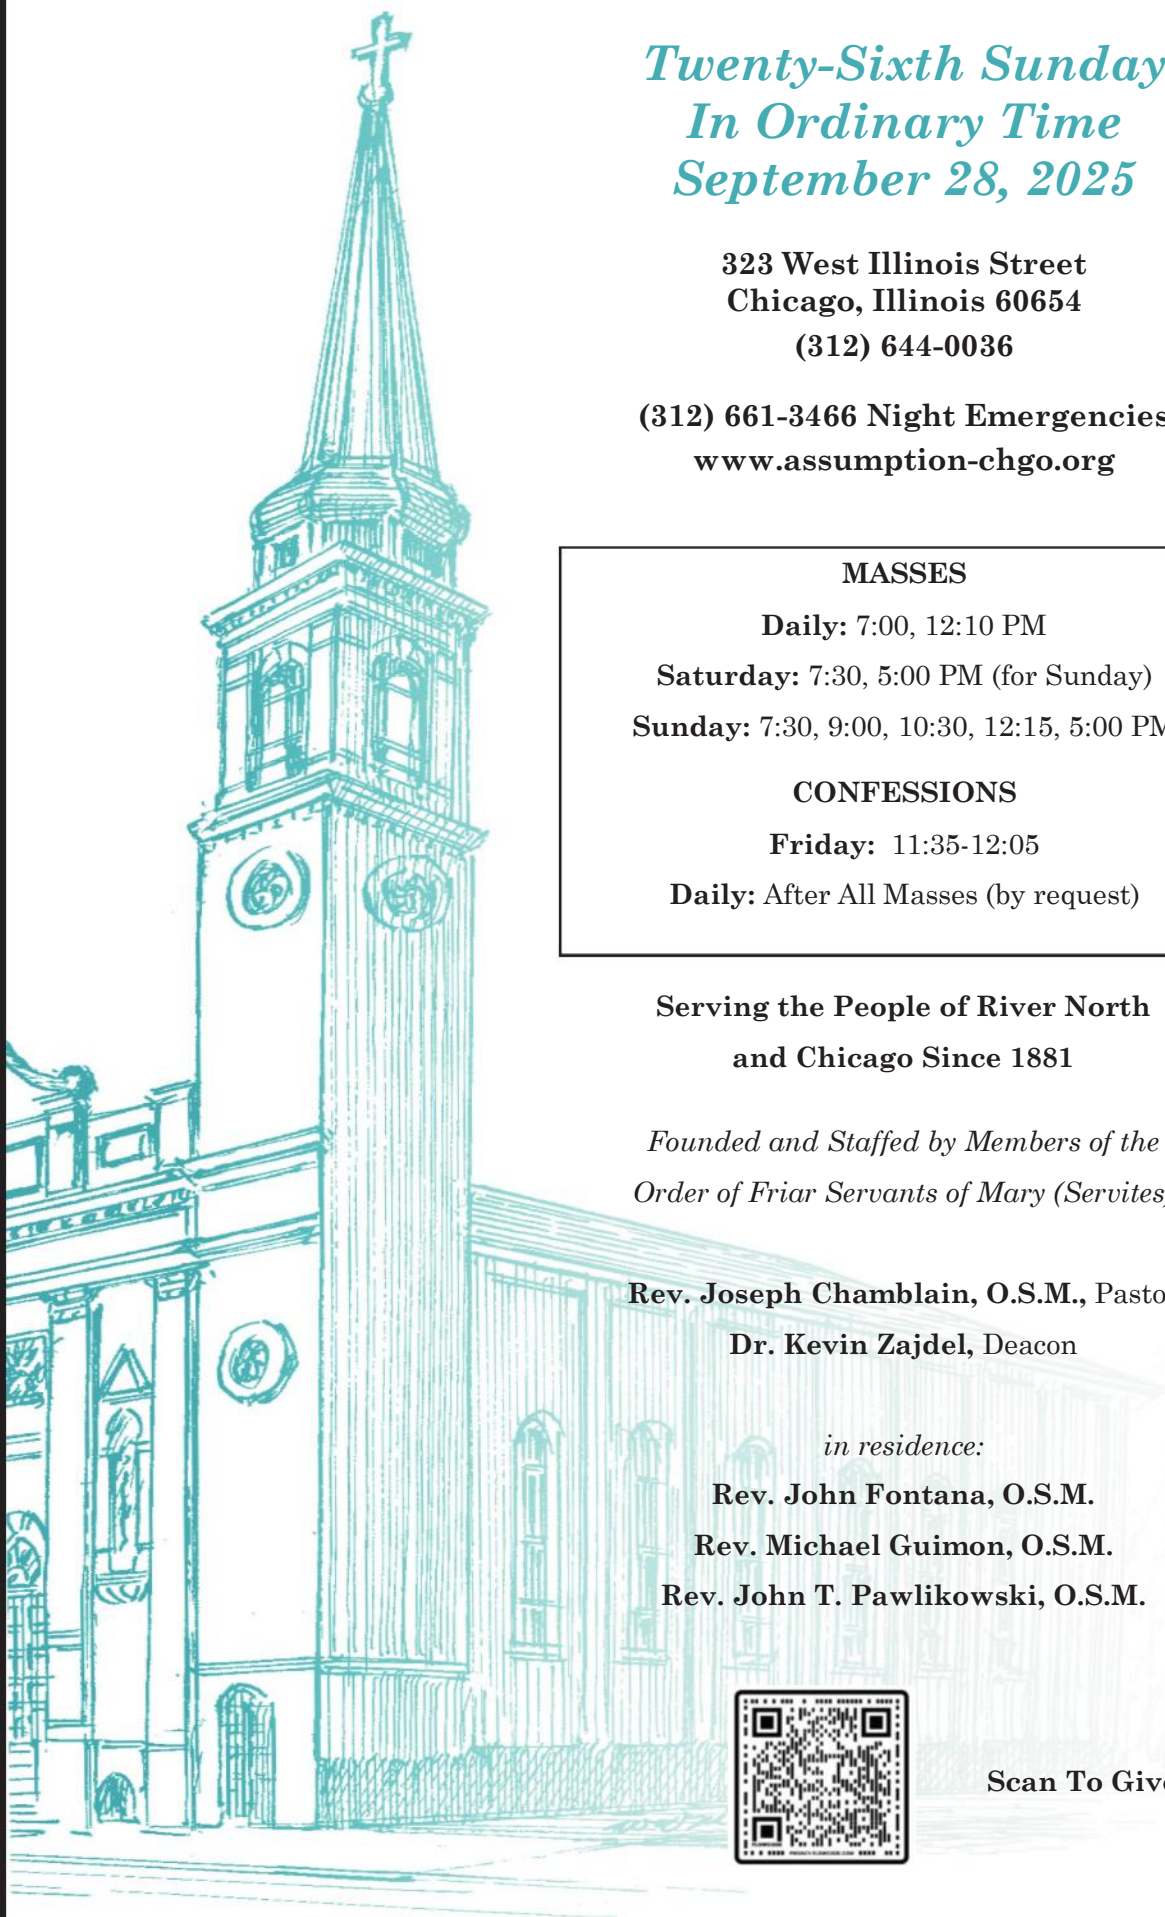 Twenty-Sixth Sunday
In Ordinary Time
September 28, 2025
323 West Illinois Street
Chicago, Illinois 60654
(312) 644-0036
(312) 661-3466 Night Emergencies
www.assumption-chgo.org
MASSES
Daily: 7:00, 12:10 PM
Saturday: 7:30, 5:00 PM (for Sunday)
Sunday: 7:30, 9:00, 10:30, 12:15, 5:00 PM
CONFESSIONS
Friday: 11:35-12:05
Daily: After All Masses (by request)
Serving the People of River North
and Chicago Since 1881
Founded and Staffed by Members of the
Order of Friar Servants of Mary (Servites)
Rev. Joseph Chamblain, O.S.M., Pasto
Dr. Kevin Zajdel, Deacon
in residence:
Rev. John Fontana, O.S.M.
Rev. Michael Guimon, O.S.M.
Rev. John T. Pawlikowski, O.S.M.
Scan To Give